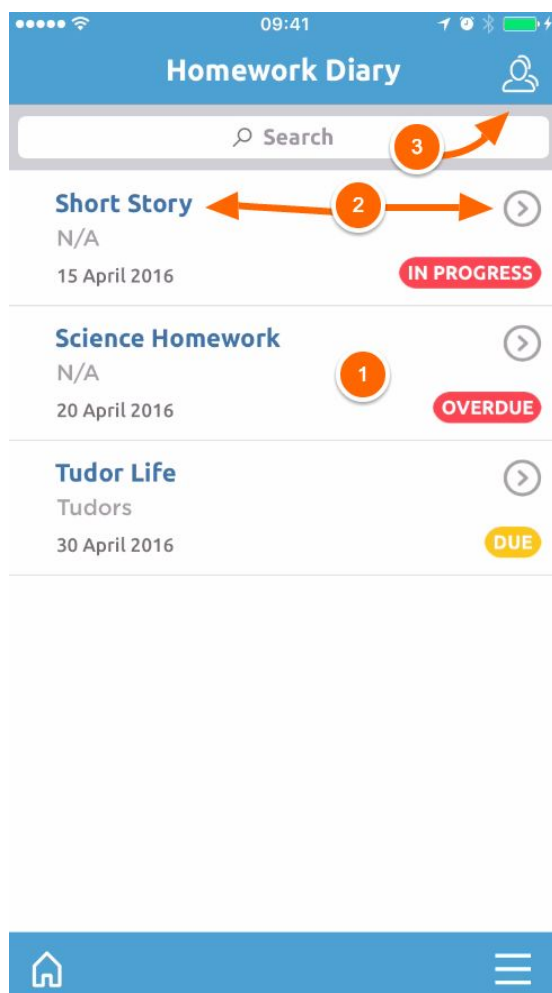 09:41
Homework Diary
Search
3
Short Story
2
N/A
15 April 2016
IN PROGRESS
Science Homework
N/A
1
20 April 2016
OVERDUE
Tudor Life
Tudors
30 April 2016
DUE